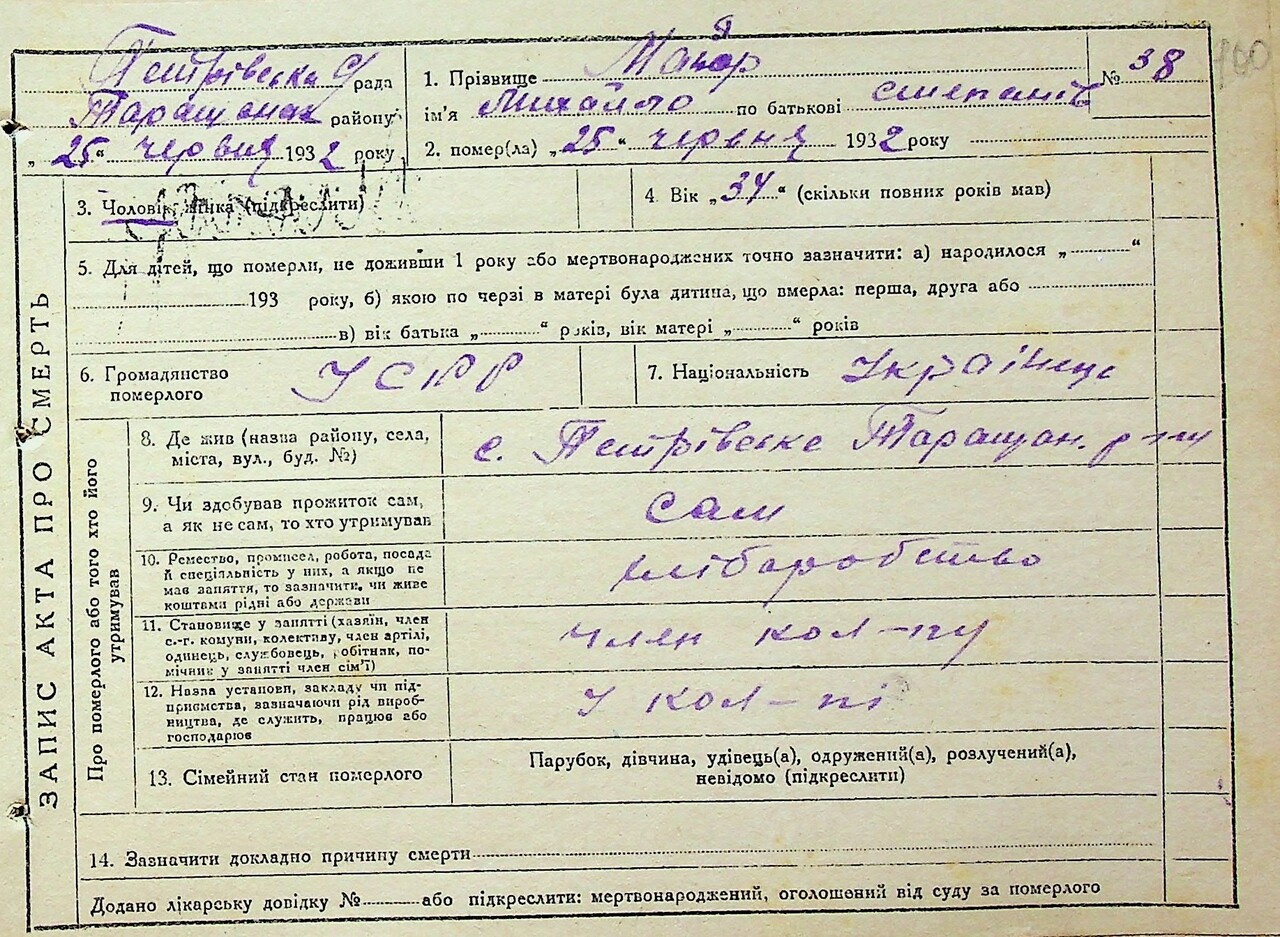 Петрівська с/рада
Таращанськ району
„25“ червня 1932 року
1. Прізвище Маняр
№ 38
ім'я Михайло по батькові степанів
2. помер(ла) „25“ червня 1932 року
ЗАПИС АКТА ПРО СМЕРТЬ
3. Чоловік, жінка (підкреслити)
4. Вік „34“ (скільки повних років мав)
5. Для дітей, що померли, не доживши 1 року або мертвонароджених точно зазначити: а) народилося „ “
193 року, б) якою по черзі в матері була дитина, що вмерла: перша, друга або
в) вік батька „ “ років, вік матері „ “ років
6. Громадянство
померлого
УСРР
7. Національність Українець
Про померлого або того хто його
утримував
8. Де жив (назва району, села,
міста, вул., буд. №)
с. Петрівське Таращан. р-ну
9. Чи здобував прожиток сам,
а як не сам, то хто утримував
сам
10. Ремество, промисел, робота, посада
й спеціяльність у них, а якщо не
мав заняття, то зазначити, чи живе
коштами рідні або держави
хлібаробство
11. Становище у занятті (хазяїн, член
с.-г. комуни, колективу, член артілі,
одинець, службовець, робітник, по-
мічник у занятті член сім'ї)
член кол-пу
12. Назва установи, закладу чи під-
приємства, зазначаючи рід вироб-
ництва, де служить, працює або
господарює
у кол-пі
13. Сімейний стан померлого
Парубок, дівчина, удівець(а), одружений(а), розлучений(а),
невідомо (підкреслити)
14. Зазначити докладно причину смерти
Додано лікарську довідку № або підкреслити: мертвонароджений, оголошений від суду за померлого